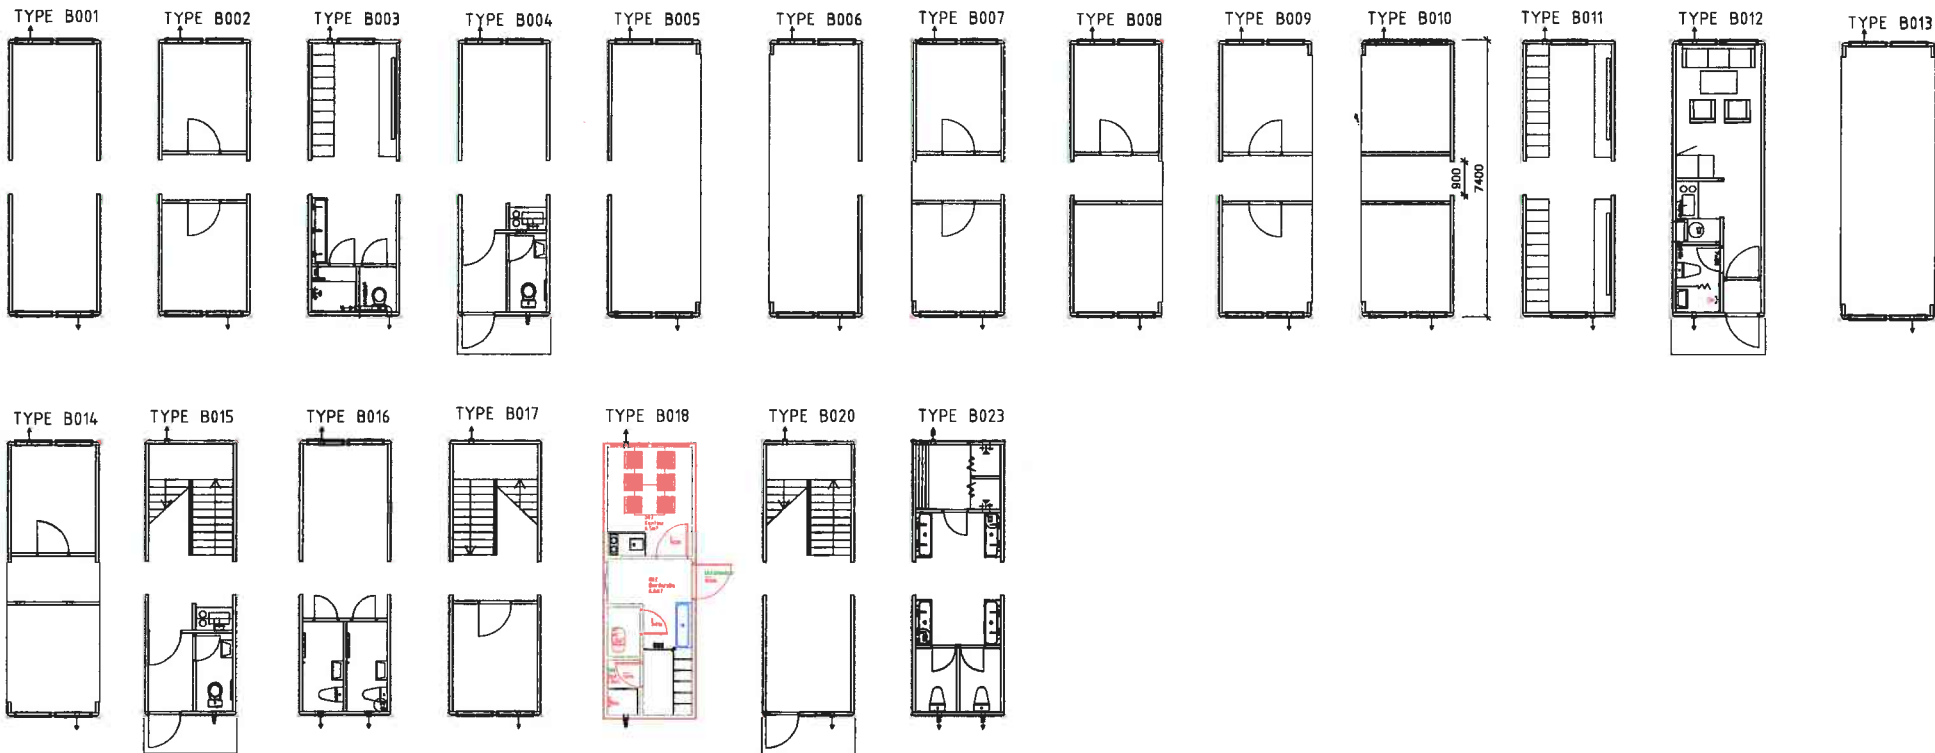 TYPE B001
TYPE B002
TYPE B003
TYPE B004
TYPE B005
TYPE B006
TYPE B007
TYPE B008
TYPE B009
TYPE B010
TYPE B011
TYPE B012
TYPE B013
900
7400
TYPE B014
TYPE B015
TYPE B016
TYPE B017
TYPE B018
TYPE B020
TYPE B023